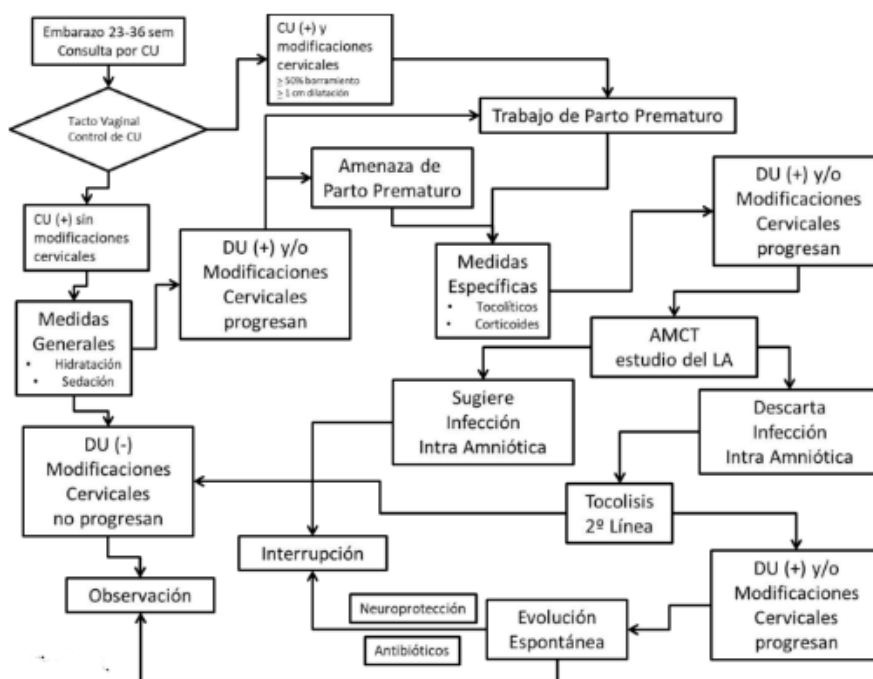 Embarazo 23-36 sem
Consulta por CU
CU (+) y
modificaciones
cervicales
≥ 50% borramiento
≥ 1 cm dilatación
Tacto Vaginal
Control de CU
Trabajo de Parto Prematuro
Amenaza de
Parto Prematuro
DU (+) y/o
Modificaciones
Cervicales
progresan
CU (+) sin
modificaciones
cervicales
DU (+) y/o
Modificaciones
Cervicales
progresan
Medidas
Específicas
• Tocolíticos
• Corticoides
Medidas
Generales
• Hidratación
• Sedación
AMCT
estudio del LA
Sugiere
Infección
Intra Amniótica
Descarta
Infección
Intra Amniótica
DU (-)
Modificaciones
Cervicales
no progresan
Tocolisis
2º Línea
Interrupción
DU (+) y/o
Modificaciones
Cervicales
progresan
Observación
Neuroprotección
Antibióticos
Evolución
Espontánea